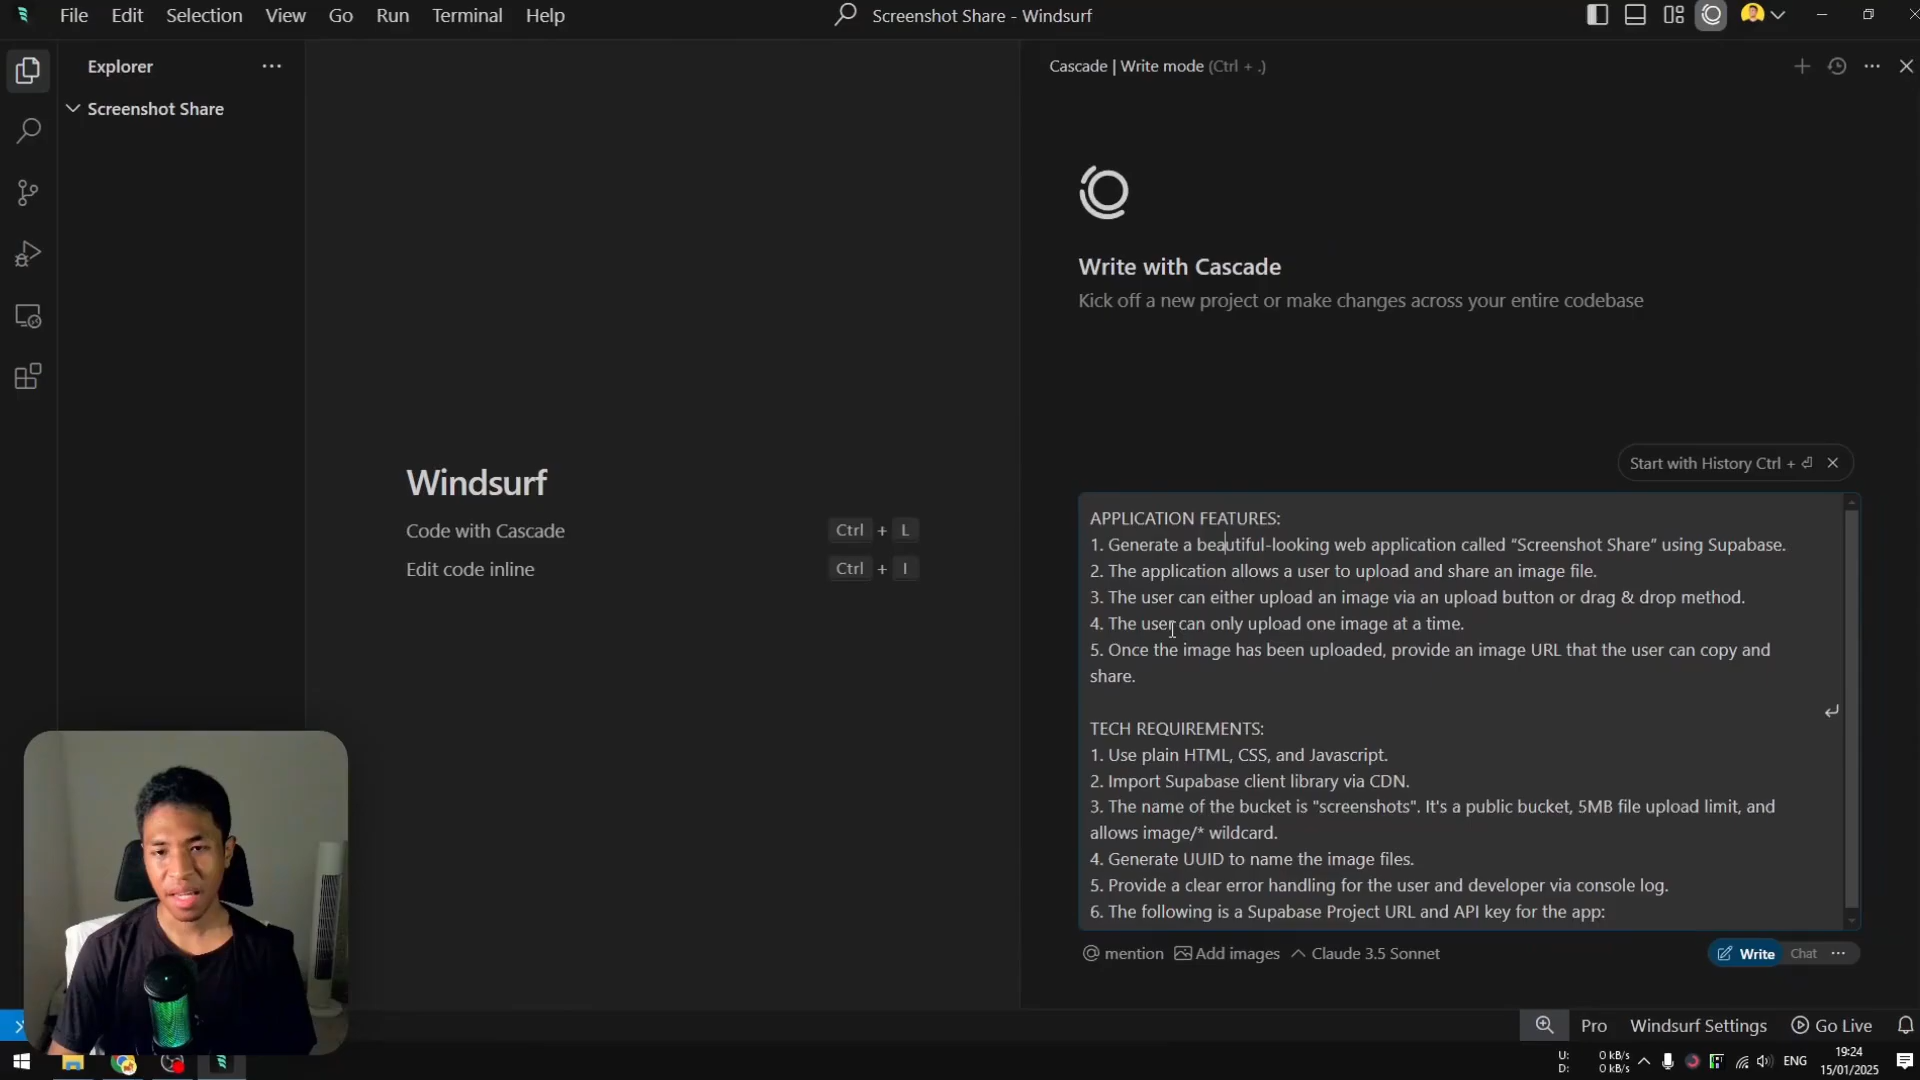 File Edit Selection View Go Run Terminal Help
Screenshot Share - Windsurf
Explorer
Screenshot Share
Cascade | Write mode (Ctrl + .)
Write with Cascade
Kick off a new project or make changes across your entire codebase
Windsurf
Code with Cascade Ctrl + L
Edit code inline Ctrl + I
Start with History Ctrl + ⏎
APPLICATION FEATURES:
1. Generate a beautiful-looking web application called “Screenshot Share” using Supabase.
2. The application allows a user to upload and share an image file.
3. The user can either upload an image via an upload button or drag & drop method.
4. The user can only upload one image at a time.
5. Once the image has been uploaded, provide an image URL that the user can copy and
share.
TECH REQUIREMENTS:
1. Use plain HTML, CSS, and Javascript.
2. Import Supabase client library via CDN.
3. The name of the bucket is "screenshots". It's a public bucket, 5MB file upload limit, and
allows image/* wildcard.
4. Generate UUID to name the image files.
5. Provide a clear error handling for the user and developer via console log.
6. The following is a Supabase Project URL and API key for the app:
@ mention Add images Claude 3.5 Sonnet Write Chat
Pro Windsurf Settings Go Live
U: 0 kB/s
D: 0 kB/s
ENG
19:24
15/01/2025